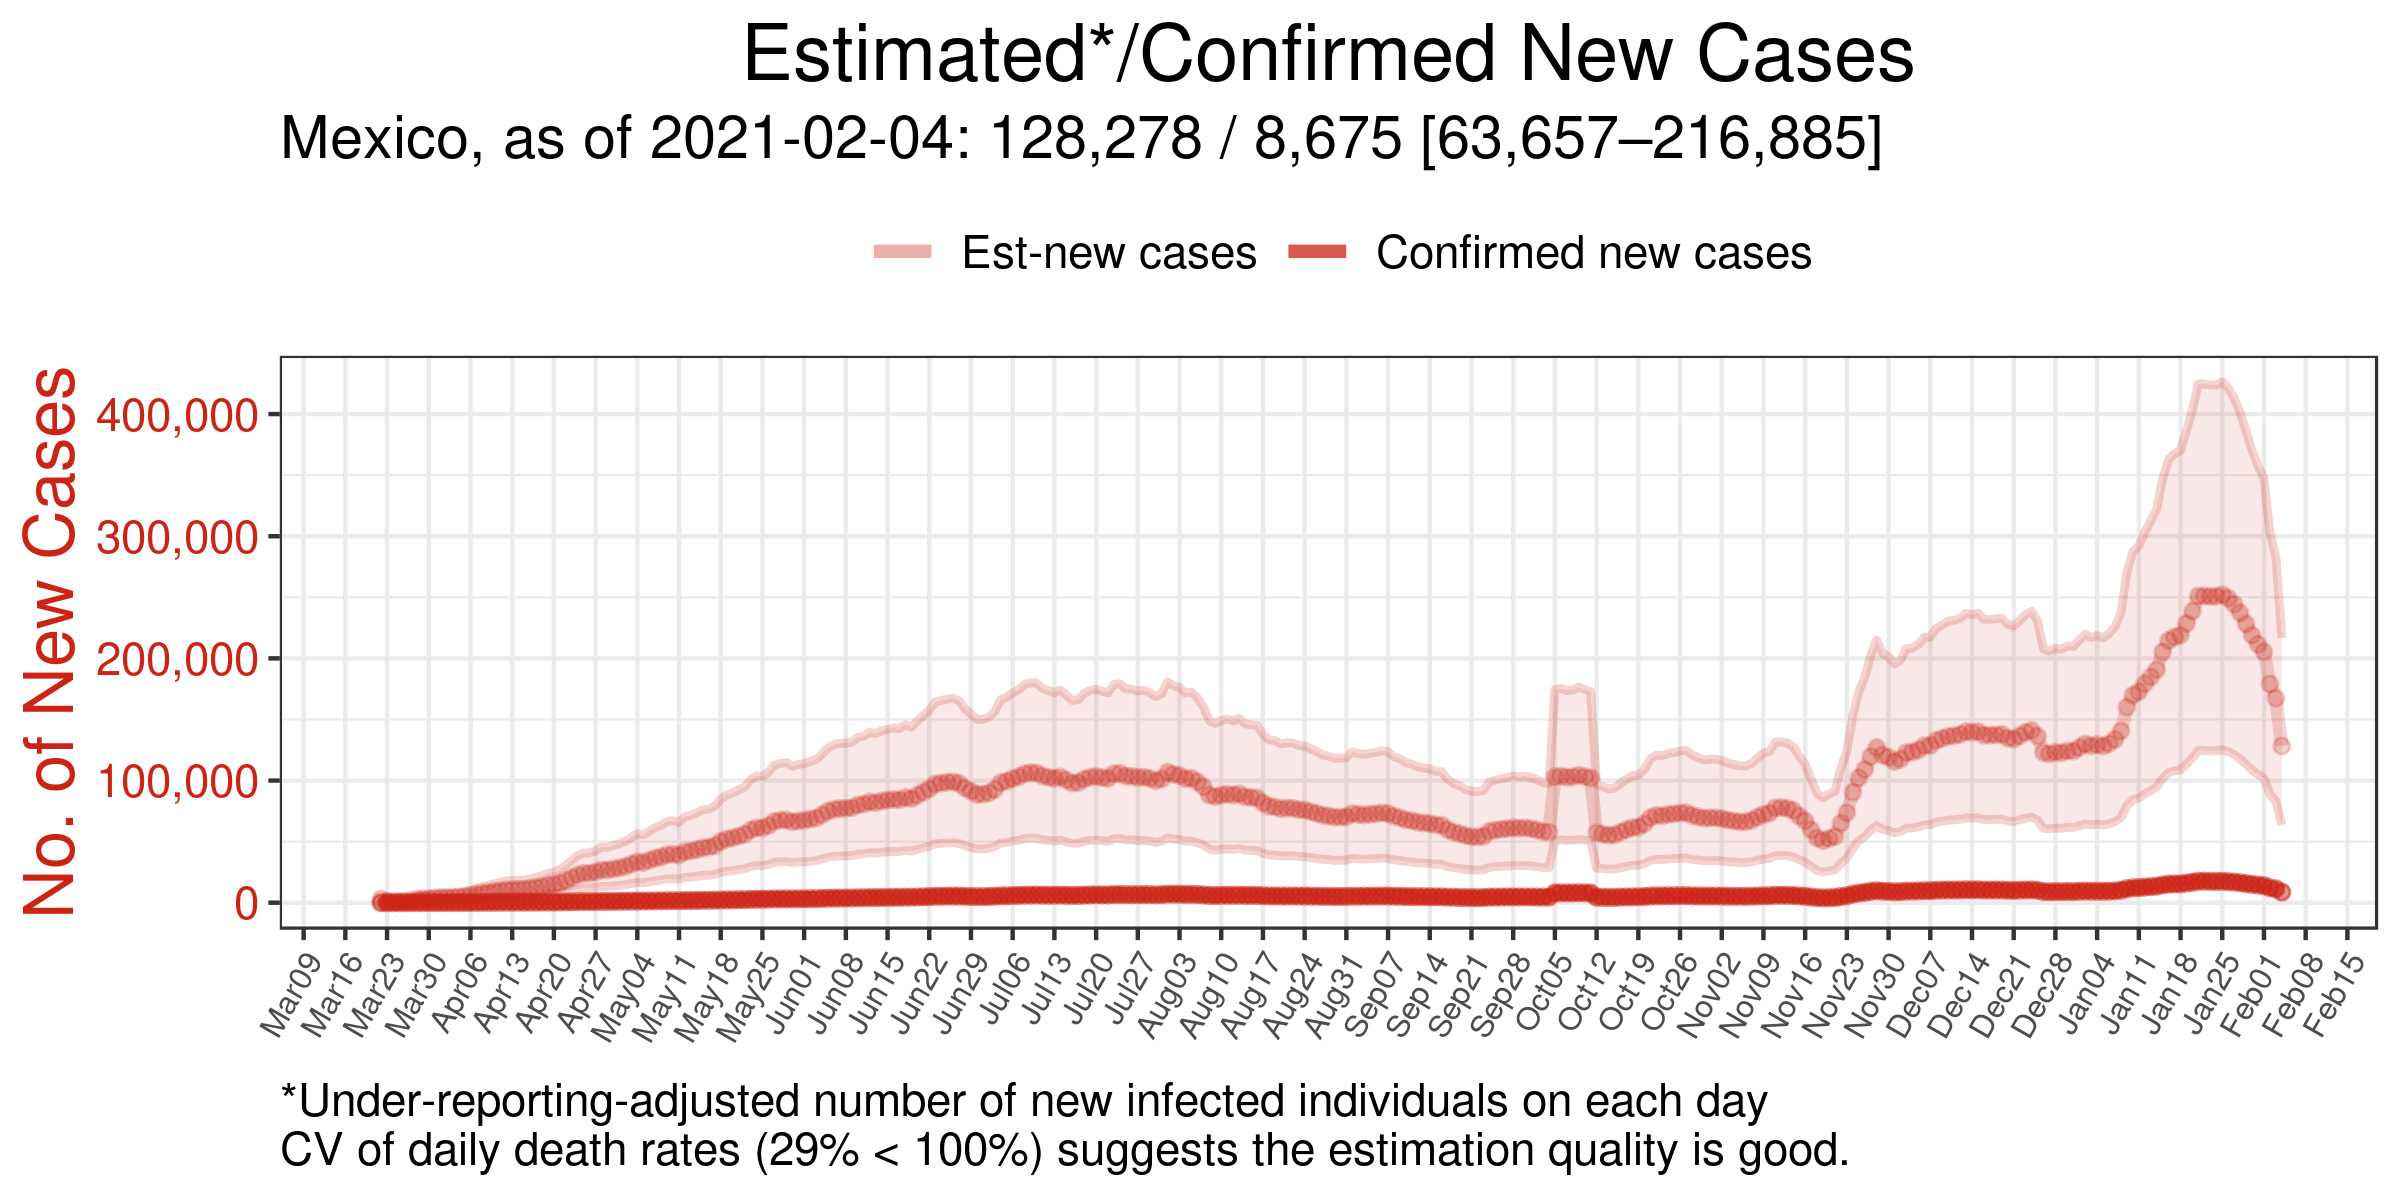 Estimated*/Confirmed New Cases
Mexico, as of 2021-02-04: 128,278 / 8,675 [63,657–216,885]
Est-new cases Confirmed new cases
No. of New Cases
400,000
300,000
200,000
100,000
0
Mar09 Mar16 Mar23 Mar30 Apr06 Apr13 Apr20 Apr27 May04 May11 May18 May25 Jun01 Jun08 Jun15 Jun22 Jun29 Jul06 Jul13 Jul20 Jul27 Aug03 Aug10 Aug17 Aug24 Aug31 Sep07 Sep14 Sep21 Sep28 Oct05 Oct12 Oct19 Oct26 Nov02 Nov09 Nov16 Nov23 Nov30 Dec07 Dec14 Dec21 Dec28 Jan04 Jan11 Jan18 Jan25 Feb01 Feb08 Feb15
*Under-reporting-adjusted number of new infected individuals on each day
CV of daily death rates (29% < 100%) suggests the estimation quality is good.